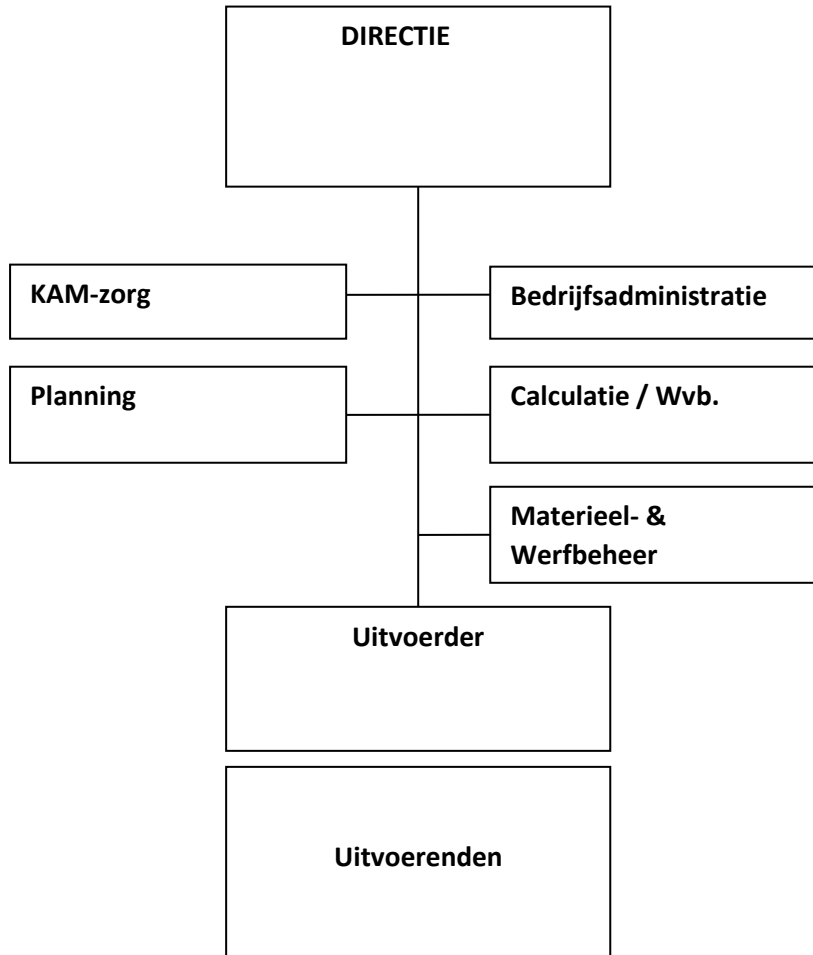 DIRECTIE
KAM-zorg
Bedrijfsadministratie
Planning
Calculatie / Wvb.
Materieel- &
Werfbeheer
Uitvoerder
Uitvoerenden